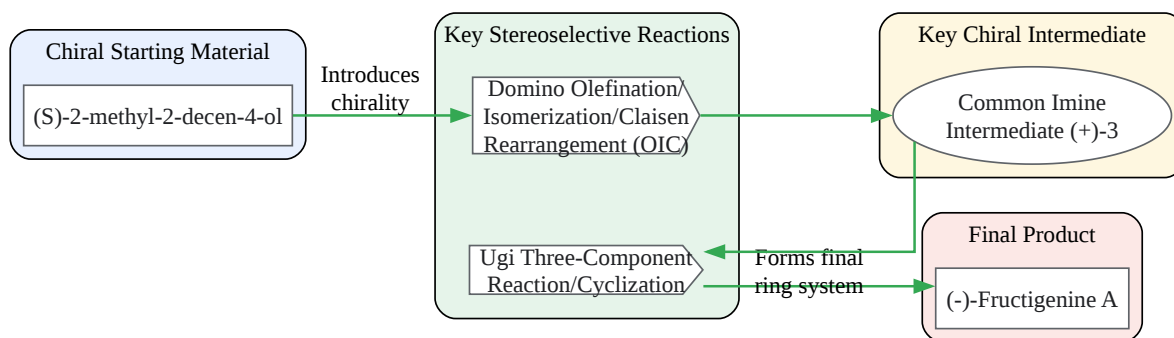 Chiral Starting Material
(S)-2-methyl-2-decen-4-ol
Introduces
chirality
Key Stereoselective Reactions
Domino Olefination/
Isomerization/Claisen
Rearrangement (OIC)
Key Chiral Intermediate
Common Imine
Intermediate (+)-3
Ugi Three-Component
Reaction/Cyclization
Forms final
ring system
Final Product
(-)-Fructigenine A